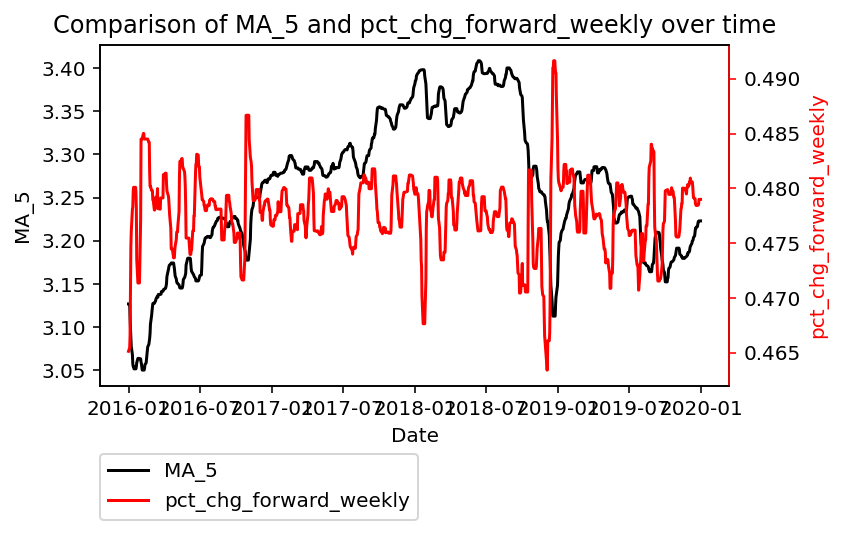 Comparison of MA_5 and pct_chg_forward_weekly over time
3.40
3.35
3.30
3.25
3.20
3.15
3.10
3.05
MA_5
0.490
0.485
0.480
0.475
0.470
0.465
pct_chg_forward_weekly
2016-01 2016-07 2017-01 2017-07 2018-01 2018-07 2019-01 2019-07 2020-01
Date
MA_5
pct_chg_forward_weekly